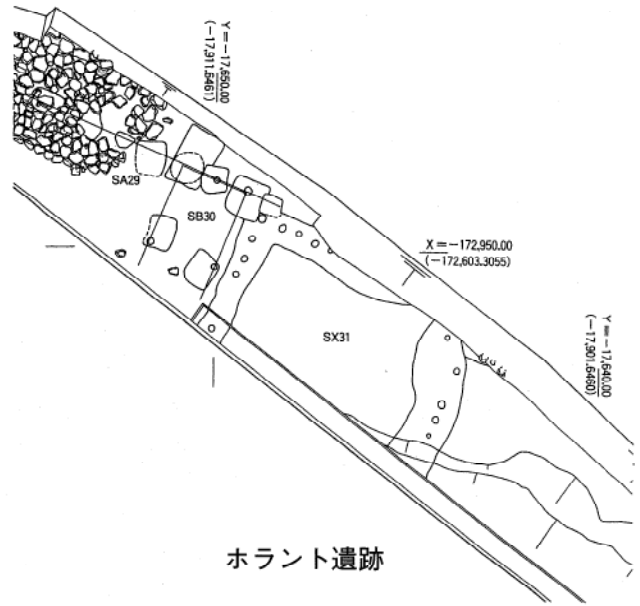 Y=-17,650.00
(-17,911.6461)
SA29
SB30
X=-172,950.00
(-172,603.3055)
Y=-17,640.00
(-17,901.6460)
SX31
ホラント遺跡